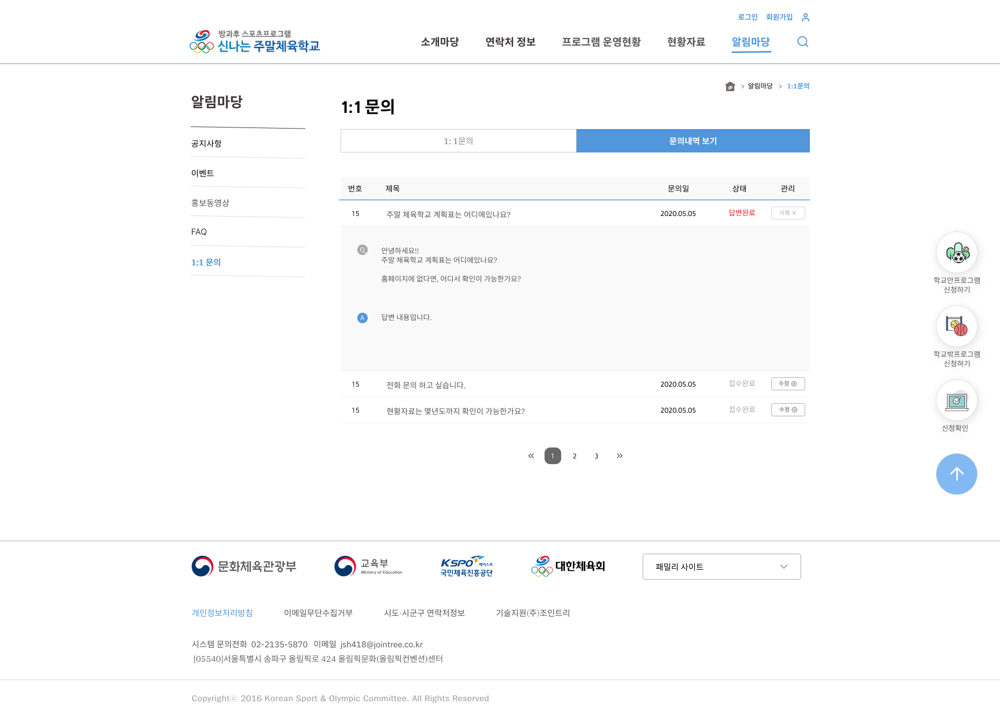 로그인 회원가입
방과후 스포츠프로그램
신나는 주말체육학교
소개마당 연락처 정보 프로그램 운영현황 현황자료 알림마당
> 알림마당 > 1:1문의
알림마당
공지사항
이벤트
홍보동영상
FAQ
1:1 문의
1:1 문의
1: 1문의 문의내역 보기
번호 제목 문의일 상태 관리
15 주말 체육학교 계획표는 어디에있나요? 2020.05.05 답변완료 삭제 ×
Q 안녕하세요!!
주말 체육학교 계획표는 어디에있나요?
홈페이지에 없다면, 어디서 확인이 가능한가요?
A 답변 내용입니다.
15 전화 문의 하고 싶습니다. 2020.05.05 접수완료 수정
15 현황자료는 몇년도까지 확인이 가능한가요? 2020.05.05 접수완료 수정
« 1 2 3 »
학교안프로그램
신청하기
학교밖프로그램
신청하기
신청확인
문화체육관광부
교육부
Ministry of Education
KSPO 케이스포
국민체육진흥공단
대한체육회
패밀리 사이트
개인정보처리방침 이메일무단수집거부 시도·시군구 연락처정보 기술지원(주)조인트리
시스템 문의전화 02-2135-5870 이메일 jsh418@jointree.co.kr
[05540]서울특별시 송파구 올림픽로 424 올림픽문화(올림픽컨벤션)센터
Copyrightⓒ 2016 Korean Sport & Olympic Committee. All Rights Reserved